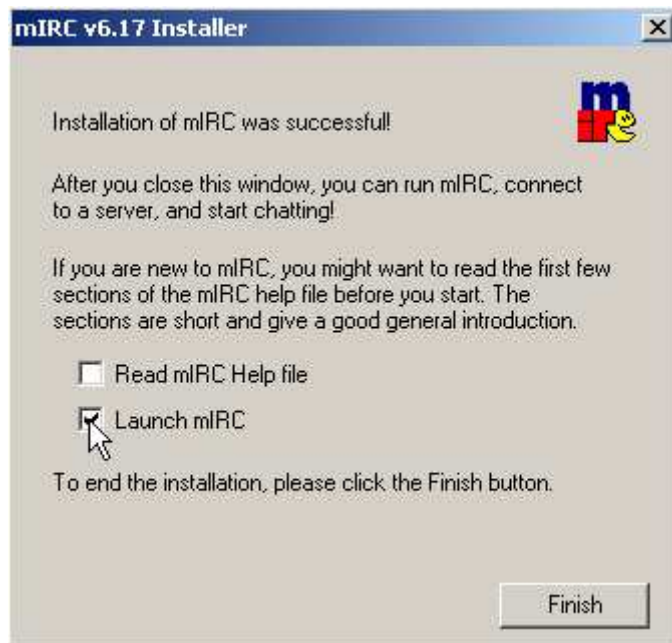 mIRC v6.17 Installer
mirc
Installation of mIRC was successful!
After you close this window, you can run mIRC, connect
to a server, and start chatting!
If you are new to mIRC, you might want to read the first few
sections of the mIRC help file before you start. The
sections are short and give a good general introduction.
Read mIRC Help file
Launch mIRC
To end the installation, please click the Finish button.
Finish